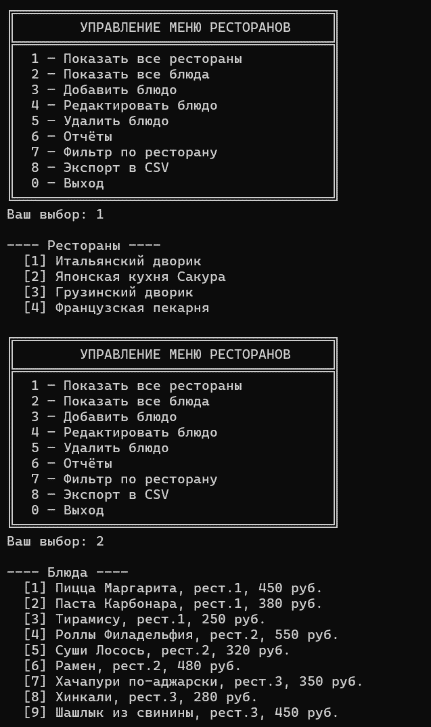 УПРАВЛЕНИЕ МЕНЮ РЕСТОРАНОВ
1 — Показать все рестораны
2 — Показать все блюда
3 — Добавить блюдо
4 — Редактировать блюдо
5 — Удалить блюдо
6 — Отчёты
7 — Фильтр по ресторану
8 — Экспорт в CSV
0 — Выход
Ваш выбор: 1
---- Рестораны ----
[1] Итальянский дворик
[2] Японская кухня Сакура
[3] Грузинский дворик
[4] Французская пекарня
УПРАВЛЕНИЕ МЕНЮ РЕСТОРАНОВ
1 — Показать все рестораны
2 — Показать все блюда
3 — Добавить блюдо
4 — Редактировать блюдо
5 — Удалить блюдо
6 — Отчёты
7 — Фильтр по ресторану
8 — Экспорт в CSV
0 — Выход
Ваш выбор: 2
---- Блюда ----
[1] Пицца Маргарита, рест.1, 450 руб.
[2] Паста Карбонара, рест.1, 380 руб.
[3] Тирамису, рест.1, 250 руб.
[4] Роллы Филадельфия, рест.2, 550 руб.
[5] Суши Лосось, рест.2, 320 руб.
[6] Рамен, рест.2, 480 руб.
[7] Хачапури по-аджарски, рест.3, 350 руб.
[8] Хинкали, рест.3, 280 руб.
[9] Шашлык из свинины, рест.3, 450 руб.